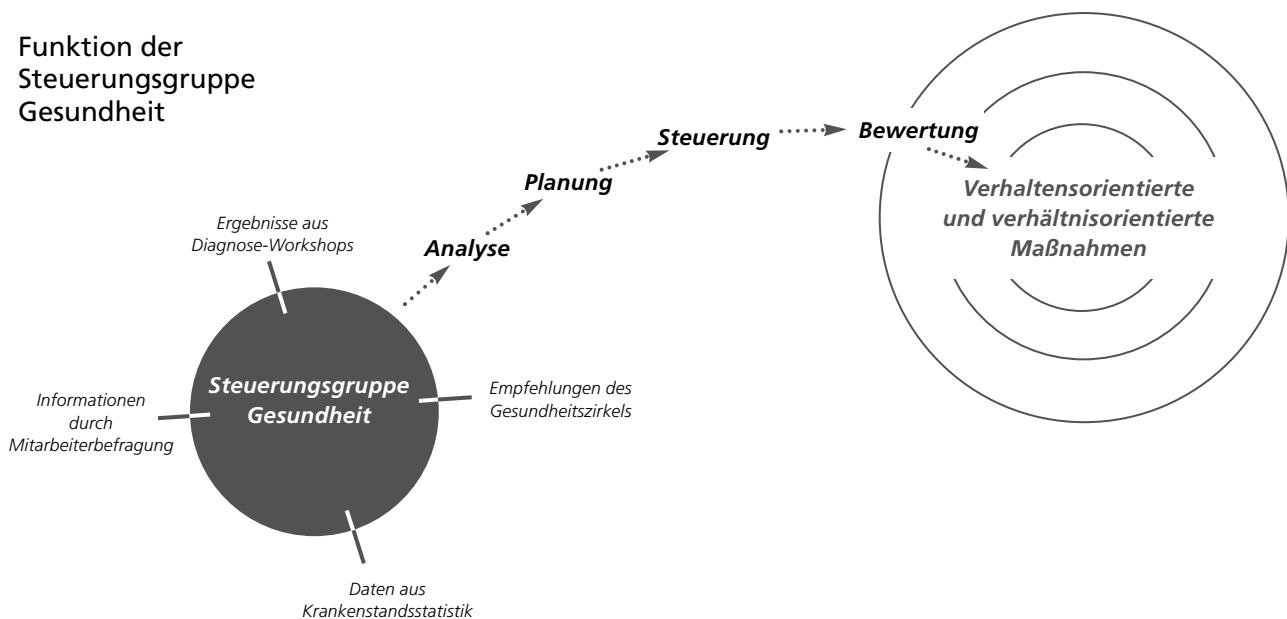 Funktion der
Steuerungsgruppe
Gesundheit
Steuerung
Bewertung
Planung
Analyse
Verhaltensorientierte
und verhältnisorientierte
Maßnahmen
Ergebnisse aus
Diagnose-Workshops
Steuerungsgruppe
Gesundheit
Informationen
durch
Mitarbeiterbefragung
Empfehlungen des
Gesundheitszirkels
Daten aus
Krankenstandsstatistik